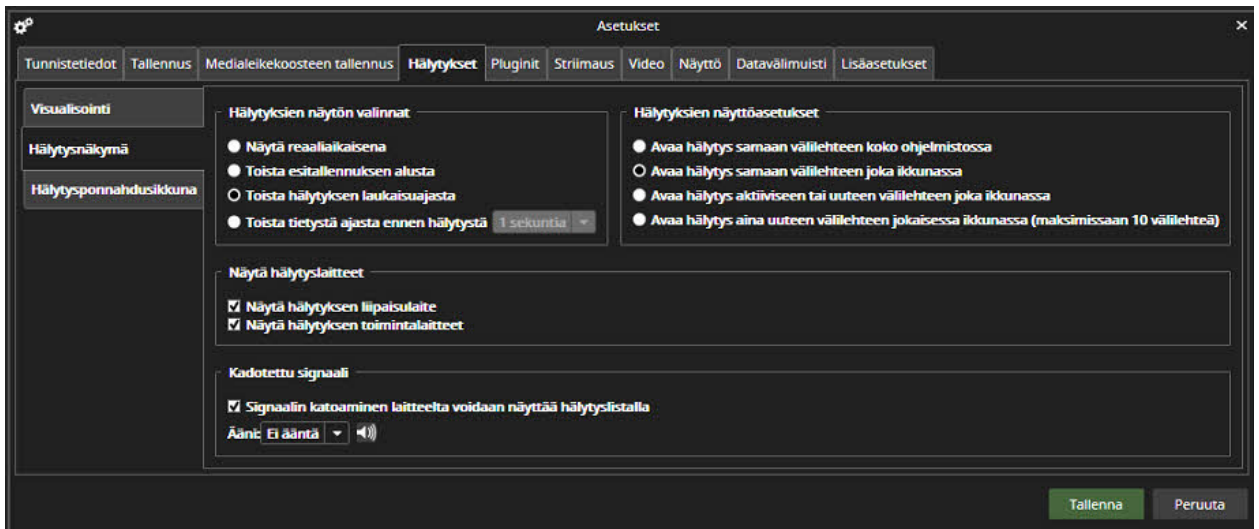 Asetukset
Tunnistetiedot Tallennus Medialeikekoosteen tallennus Hälytykset Pluginit Striimaus Video Näyttö Datavälimuisti Lisäasetukset
Visualisointi
Hälytysnäkymä
Hälytysponnahdusikkuna
Hälytyksien näytön valinnat
Näytä reaaliaikaisena
Toista esitallennuksen alusta
Toista hälytyksen laukaisuajasta
Toista tietystä ajasta ennen hälytystä 1 sekuntia
Hälytyksien näyttöasetukset
Avaa hälytys samaan välilehteen koko ohjelmistossa
Avaa hälytys samaan välilehteen joka ikkunassa
Avaa hälytys aktiiviseen tai uuteen välilehteen joka ikkunassa
Avaa hälytys aina uuteen välilehteen jokaisessa ikkunassa (maksimissaan 10 välilehteä)
Näytä hälytyslaitteet
Näytä hälytyksen liipaisulaite
Näytä hälytyksen toimintalaitteet
Kadotettu signaali
Signaalin katoaminen laitteelta voidaan näyttää hälytyslistalla
Ääni: Ei ääntä
Tallenna Peruuta